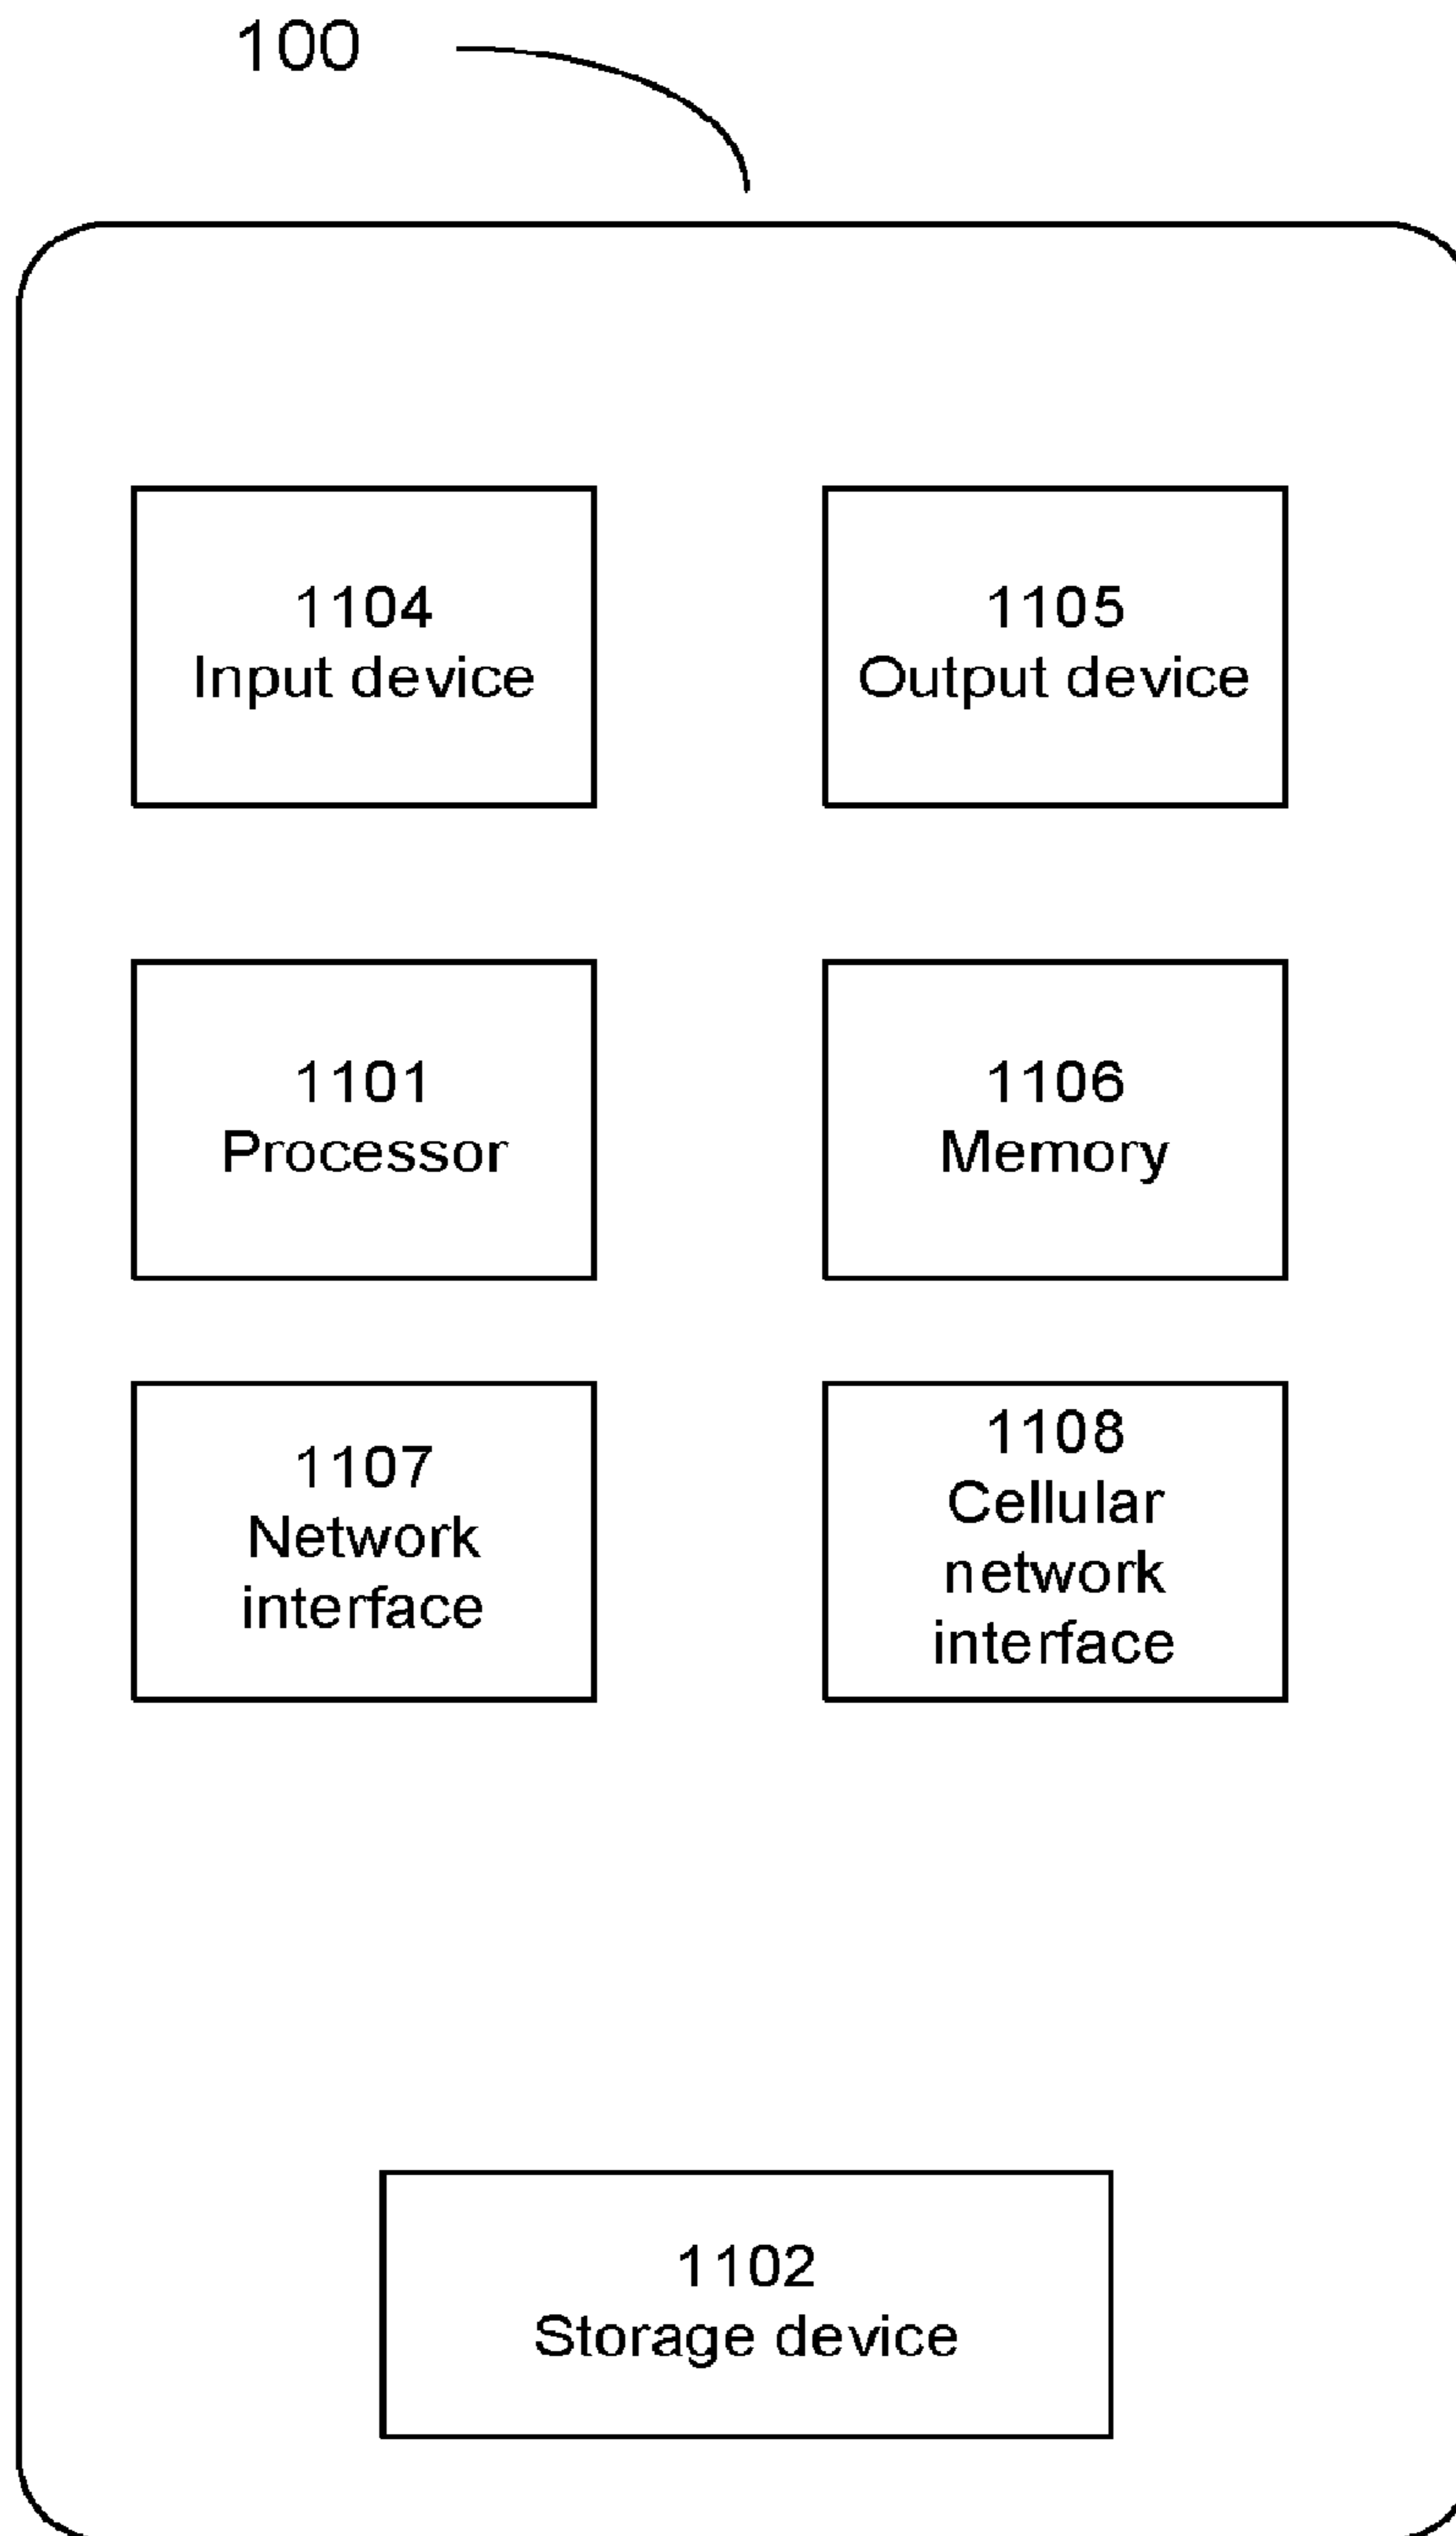 100
1104
Input device
1105
Output device
1101
Processor
1106
Memory
1107
Network
interface
1108
Cellular
network
interface
1102
Storage device